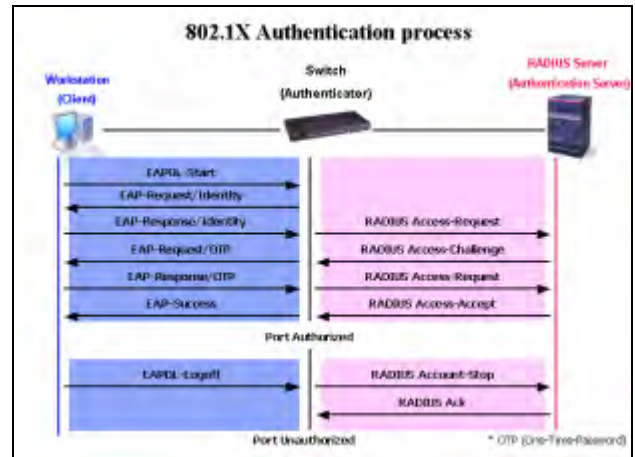 802.1X Authentication process
Workstation
(Client)
Switch
(Authenticator)
RADIUS Server
(Authentication Server)
EAPOL-Start
EAP-Request/Identity
EAP-Response/Identity
RADIUS Access-Request
EAP-Request/OTP
RADIUS Access-Challenge
EAP-Response/OTP
RADIUS Access-Request
EAP-Success
RADIUS Access-Accept
Port Authorized
EAPOL-Logoff
RADIUS Account-Stop
RADIUS Ack
Port Unauthorized
* OTP (One-Time-Password)